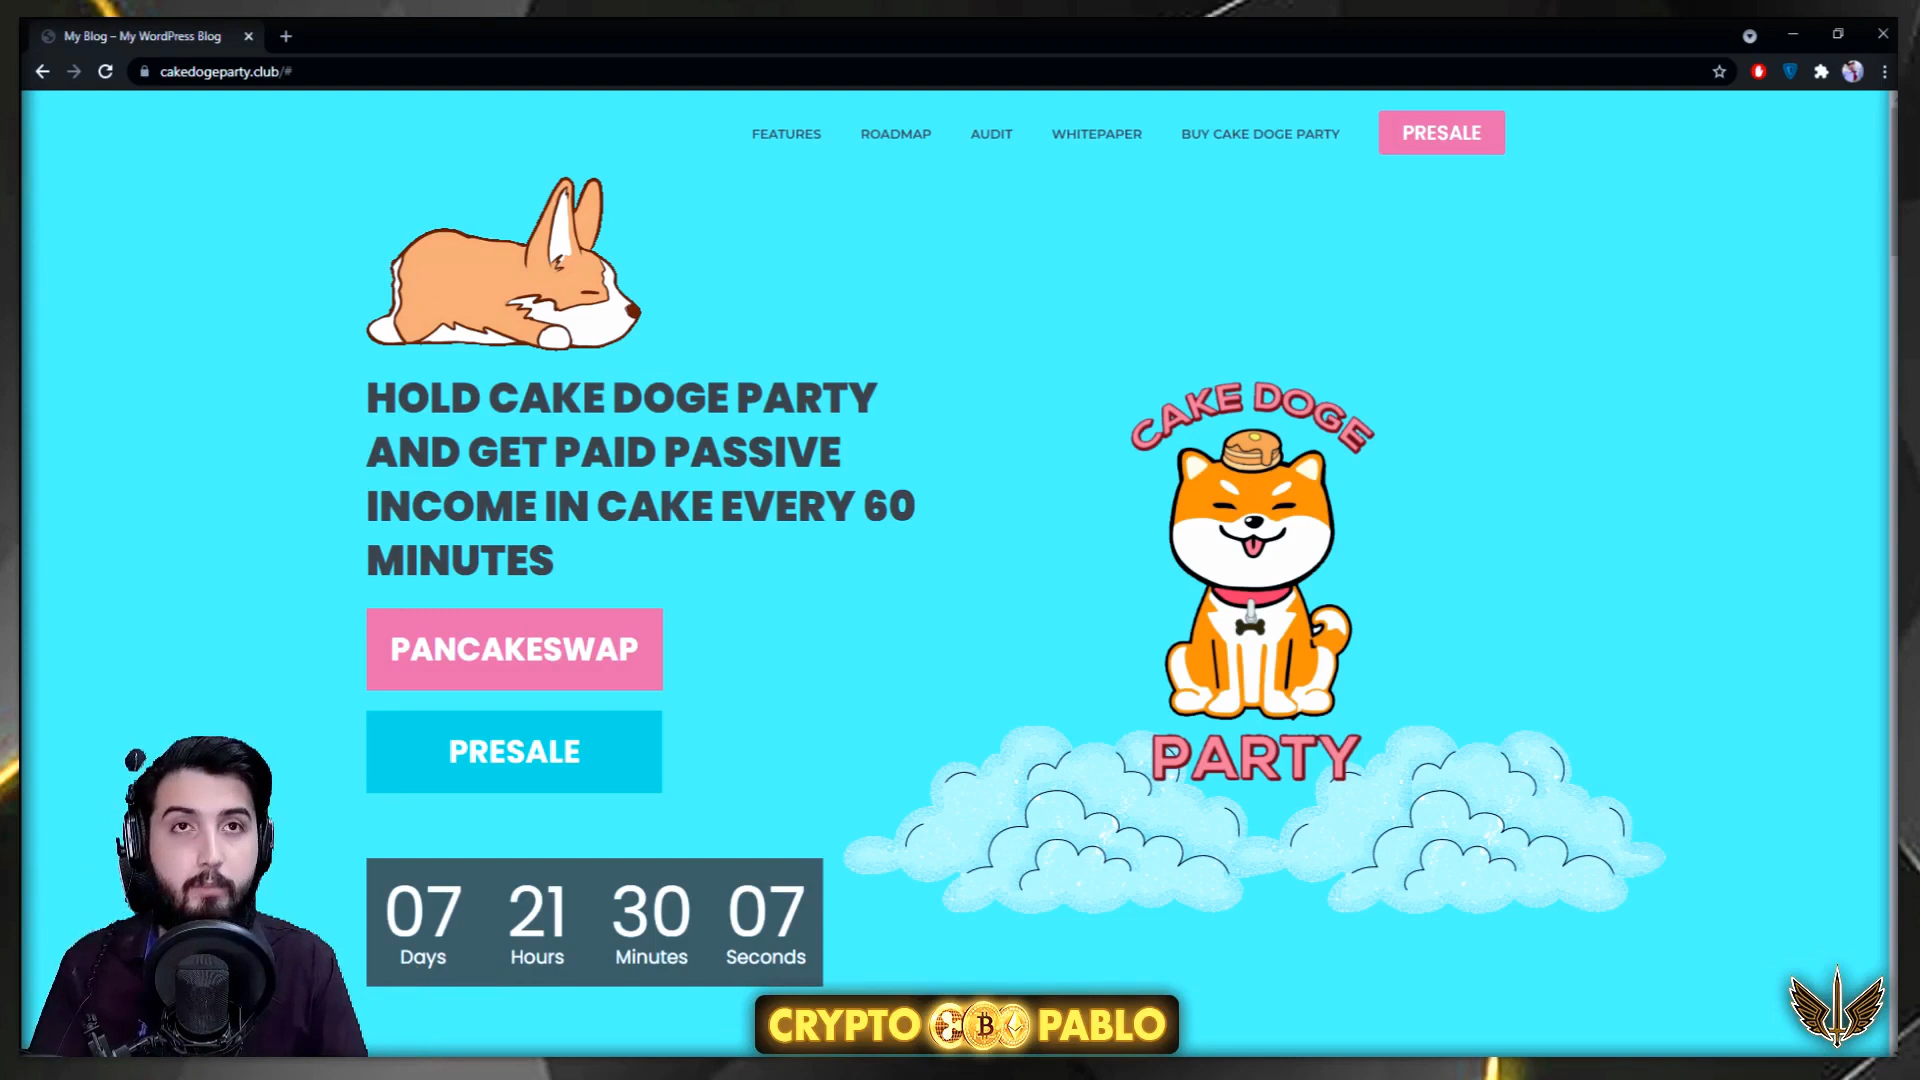 My Blog – My WordPress Blog
cakedogeparty.club/#
FEATURES ROADMAP AUDIT WHITEPAPER BUY CAKE DOGE PARTY PRESALE
HOLD CAKE DOGE PARTY
AND GET PAID PASSIVE
INCOME IN CAKE EVERY 60
MINUTES
PANCAKESWAP
PRESALE
07 21 30 07
Days Hours Minutes Seconds
CAKE DOGE
PARTY
CRYPTO PABLO